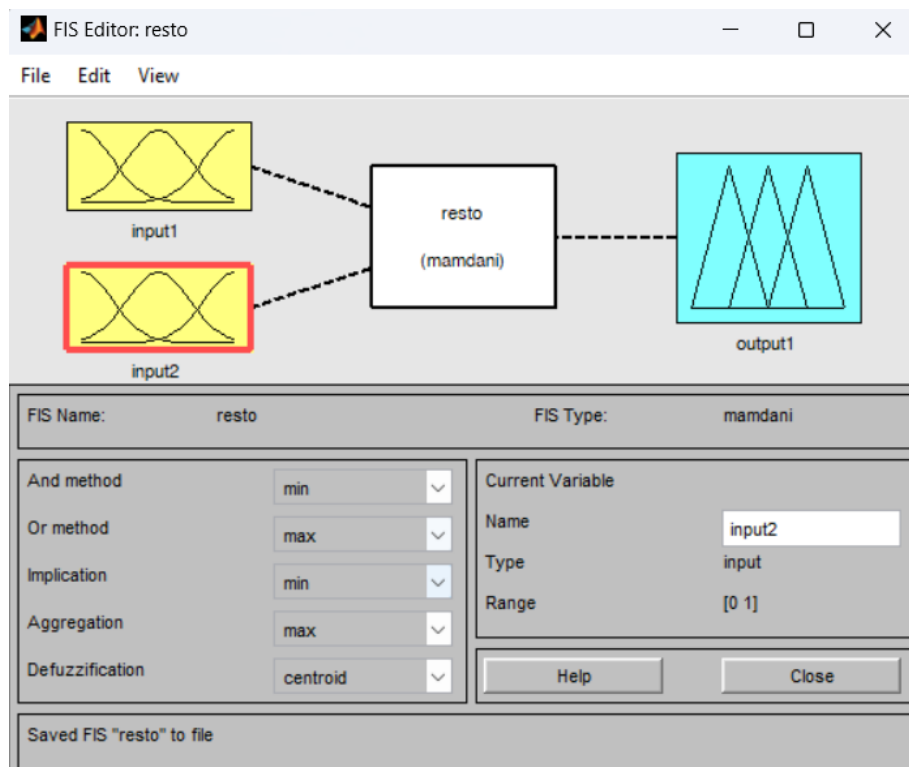 FIS Editor: resto
File Edit View
input1
resto
(mamdani)
input2
output1
FIS Name: resto FIS Type: mamdani
And method min
Or method max
Implication min
Aggregation max
Defuzzification centroid
Current Variable
Name input2
Type input
Range [0 1]
Help Close
Saved FIS "resto" to file